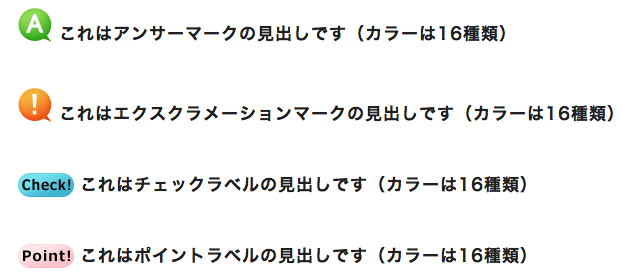 A これはアンサーマークの見出しです（カラーは16種類）
! これはエクスクラメーションマークの見出しです（カラーは16種類）
Check! これはチェックラベルの見出しです（カラーは16種類）
Point! これはポイントラベルの見出しです（カラーは16種類）